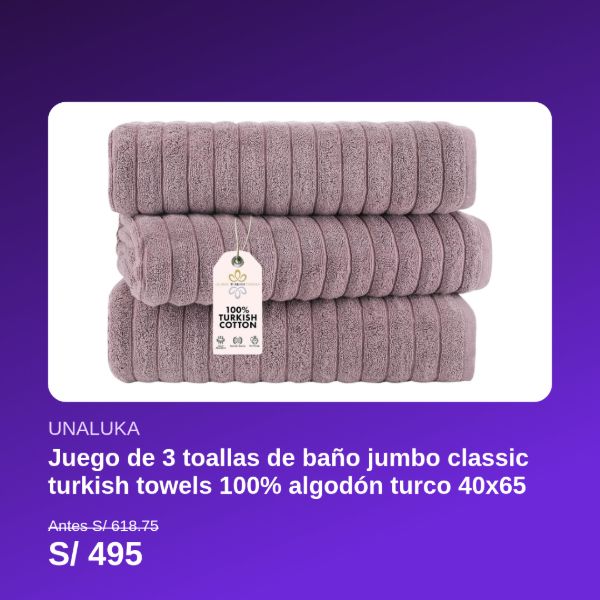 100%
TURKISH
COTTON
UNALUKA
Juego de 3 toallas de baño jumbo classic
turkish towels 100% algodón turco 40x65
Antes S/ 618.75
S/ 495